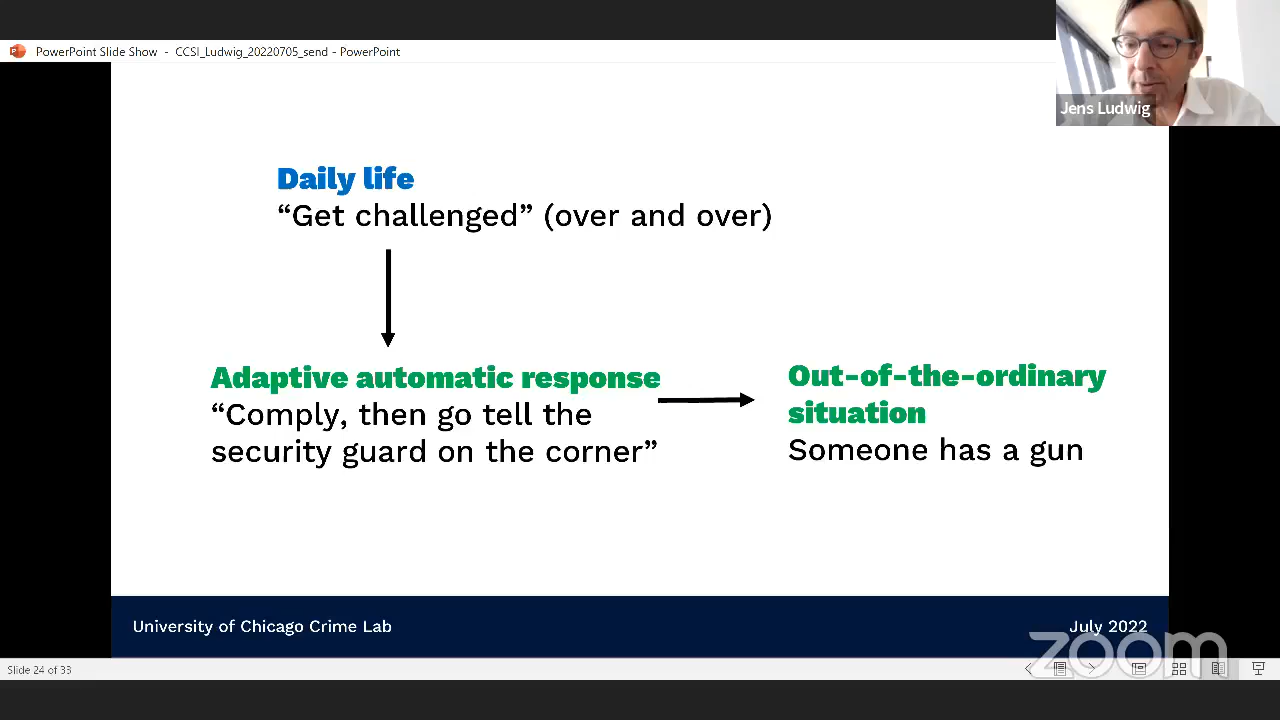 PowerPoint Slide Show - CCSI_Ludwig_20220705_send - PowerPoint
Jens Ludwig
Daily life
“Get challenged” (over and over)
Adaptive automatic response
“Comply, then go tell the
security guard on the corner”
Out-of-the-ordinary
situation
Someone has a gun
University of Chicago Crime Lab
July 2022
zoom
Slide 24 of 33